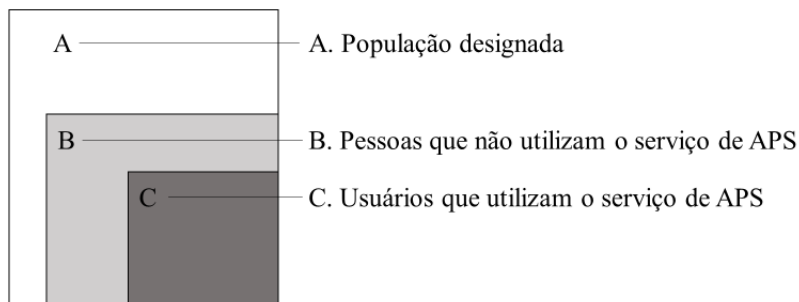 A A. População designada
B B. Pessoas que não utilizam o serviço de APS
C C. Usuários que utilizam o serviço de APS